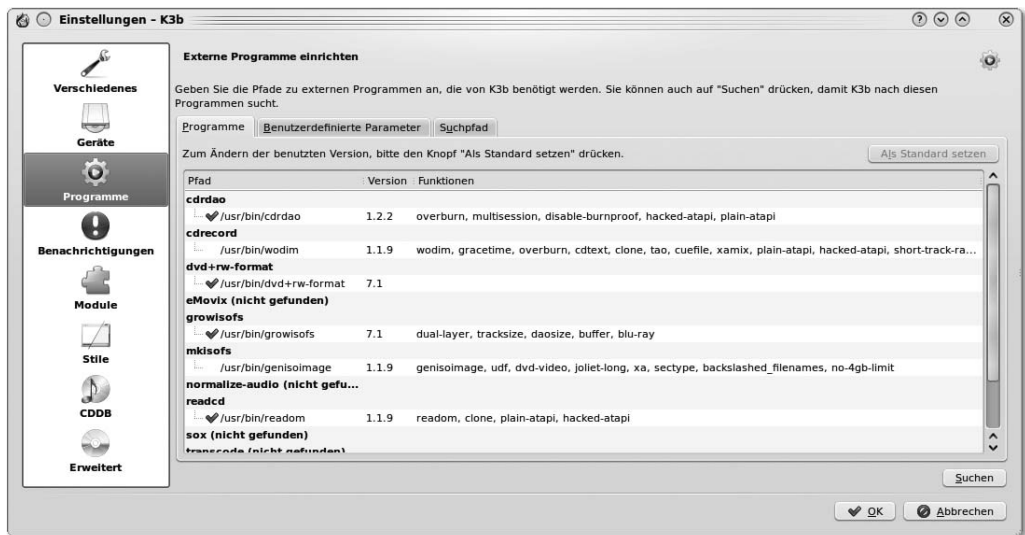 Einstellungen – K3b
Verschiedenes
Geräte
Programme
Benachrichtigungen
Module
Stile
CDDB
Erweitert
Externe Programme einrichten
Geben Sie die Pfade zu externen Programmen an, die von K3b benötigt werden. Sie können auch auf "Suchen" drücken, damit K3b nach diesen
Programmen sucht.
Programme Benutzerdefinierte Parameter Suchpfad
Zum Ändern der benutzten Version, bitte den Knopf "Als Standard setzen" drücken. Als Standard setzen
Pfad Version Funktionen
cdrdao
/usr/bin/cdrdao 1.2.2 overburn, multisession, disable-burnproof, hacked-atapi, plain-atapi
cdrecord
/usr/bin/wodim 1.1.9 wodim, gracetime, overburn, cdtext, clone, tao, cuefile, xamix, plain-atapi, hacked-atapi, short-track-ra...
dvd+rw-format
/usr/bin/dvd+rw-format 7.1
eMovix (nicht gefunden)
growisofs
/usr/bin/growisofs 7.1 dual-layer, tracksize, daosize, buffer, blu-ray
mkisofs
/usr/bin/genisoimage 1.1.9 genisoimage, udf, dvd-video, joliet-long, xa, sectype, backslashed_filenames, no-4gb-limit
normalize-audio (nicht gefu...
readcd
/usr/bin/readom 1.1.9 readom, clone, plain-atapi, hacked-atapi
sox (nicht gefunden)
transcode (nicht gefunden)
Suchen
OK Abbrechen